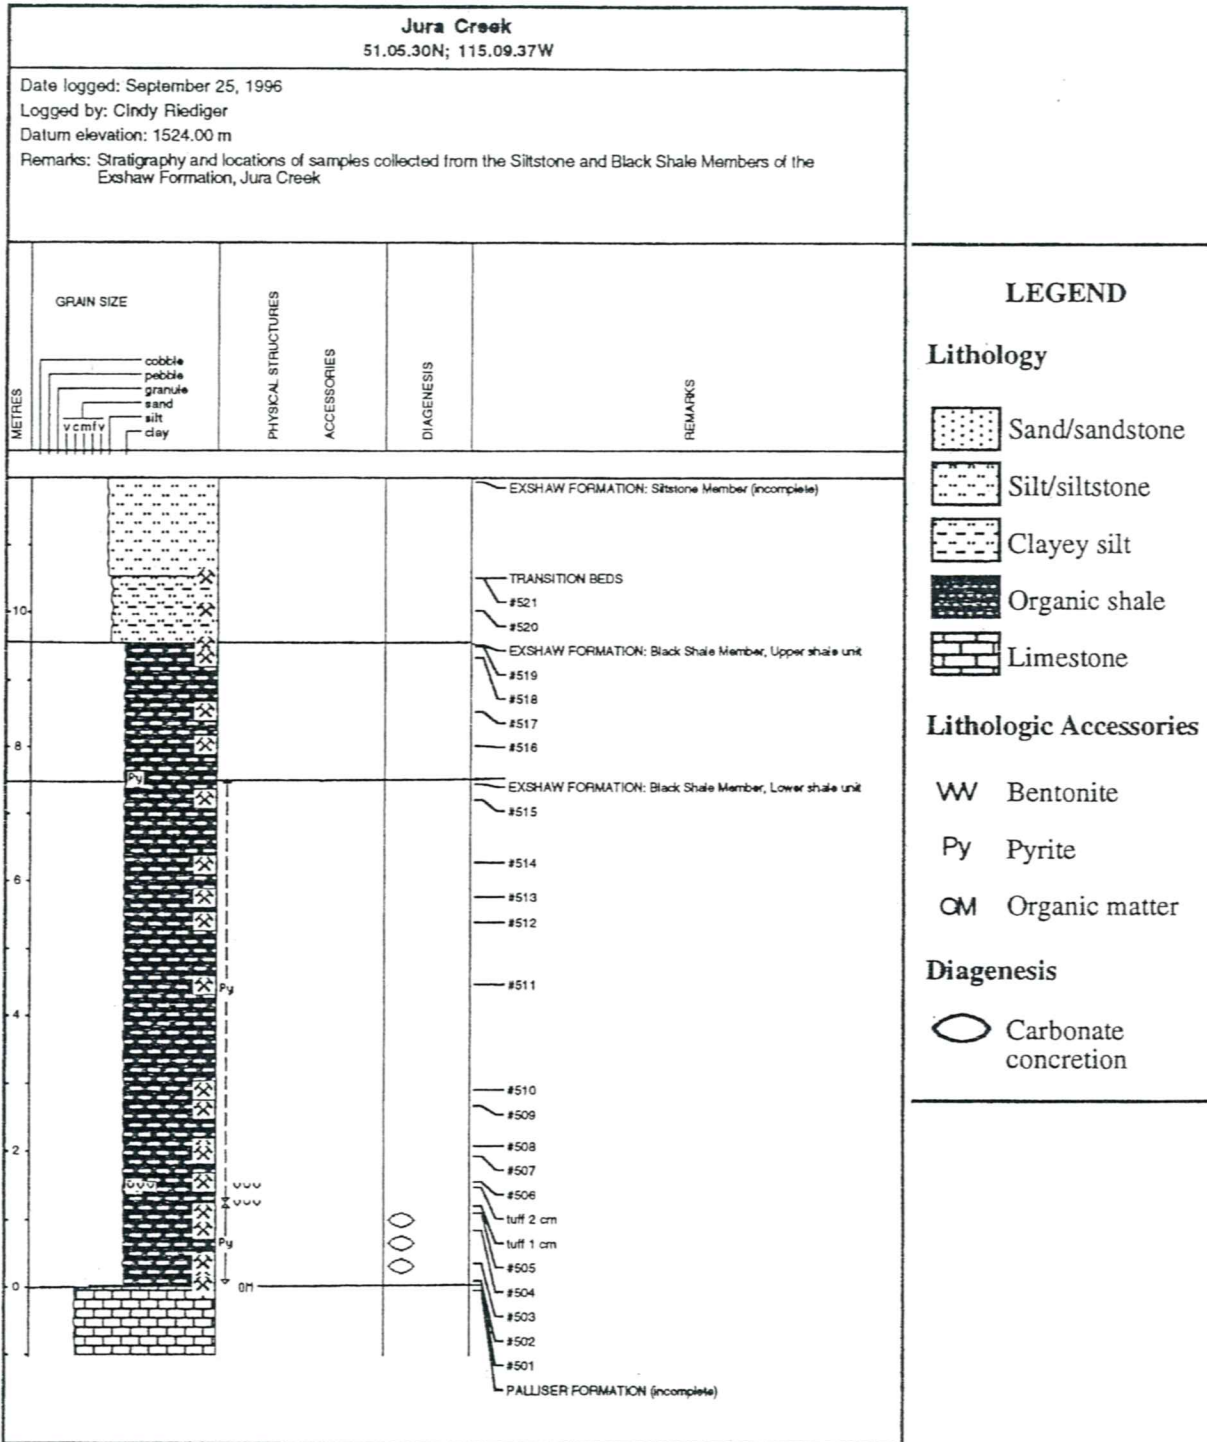 Jura Creek
51.05.30N; 115.09.37W
Date logged: September 25, 1996
Logged by: Cindy Riediger
Datum elevation: 1524.00 m
Remarks: Stratigraphy and locations of samples collected from the Siltstone and Black Shale Members of the
Exshaw Formation, Jura Creek
METRES
GRAIN SIZE
cobble
pebble
granule
sand
silt
clay
v c m f v
PHYSICAL STRUCTURES
ACCESSORIES
DIAGENESIS
REMARKS
EXSHAW FORMATION: Siltstone Member (incomplete)
TRANSITION BEDS
#521
10
#520
EXSHAW FORMATION: Black Shale Member, Upper shale unit
#519
#518
#517
8
#516
Py
EXSHAW FORMATION: Black Shale Member, Lower shale unit
#515
#514
6
#513
#512
#511
Py
4
#510
#509
#508
2
#507
#506
tuff 2 cm
tuff 1 cm
Py
#505
0
OM
#504
#503
#502
#501
PALLISER FORMATION (incomplete)
LEGEND
Lithology
Sand/sandstone
Silt/siltstone
Clayey silt
Organic shale
Limestone
Lithologic Accessories
Bentonite
Py Pyrite
OM Organic matter
Diagenesis
Carbonate
concretion